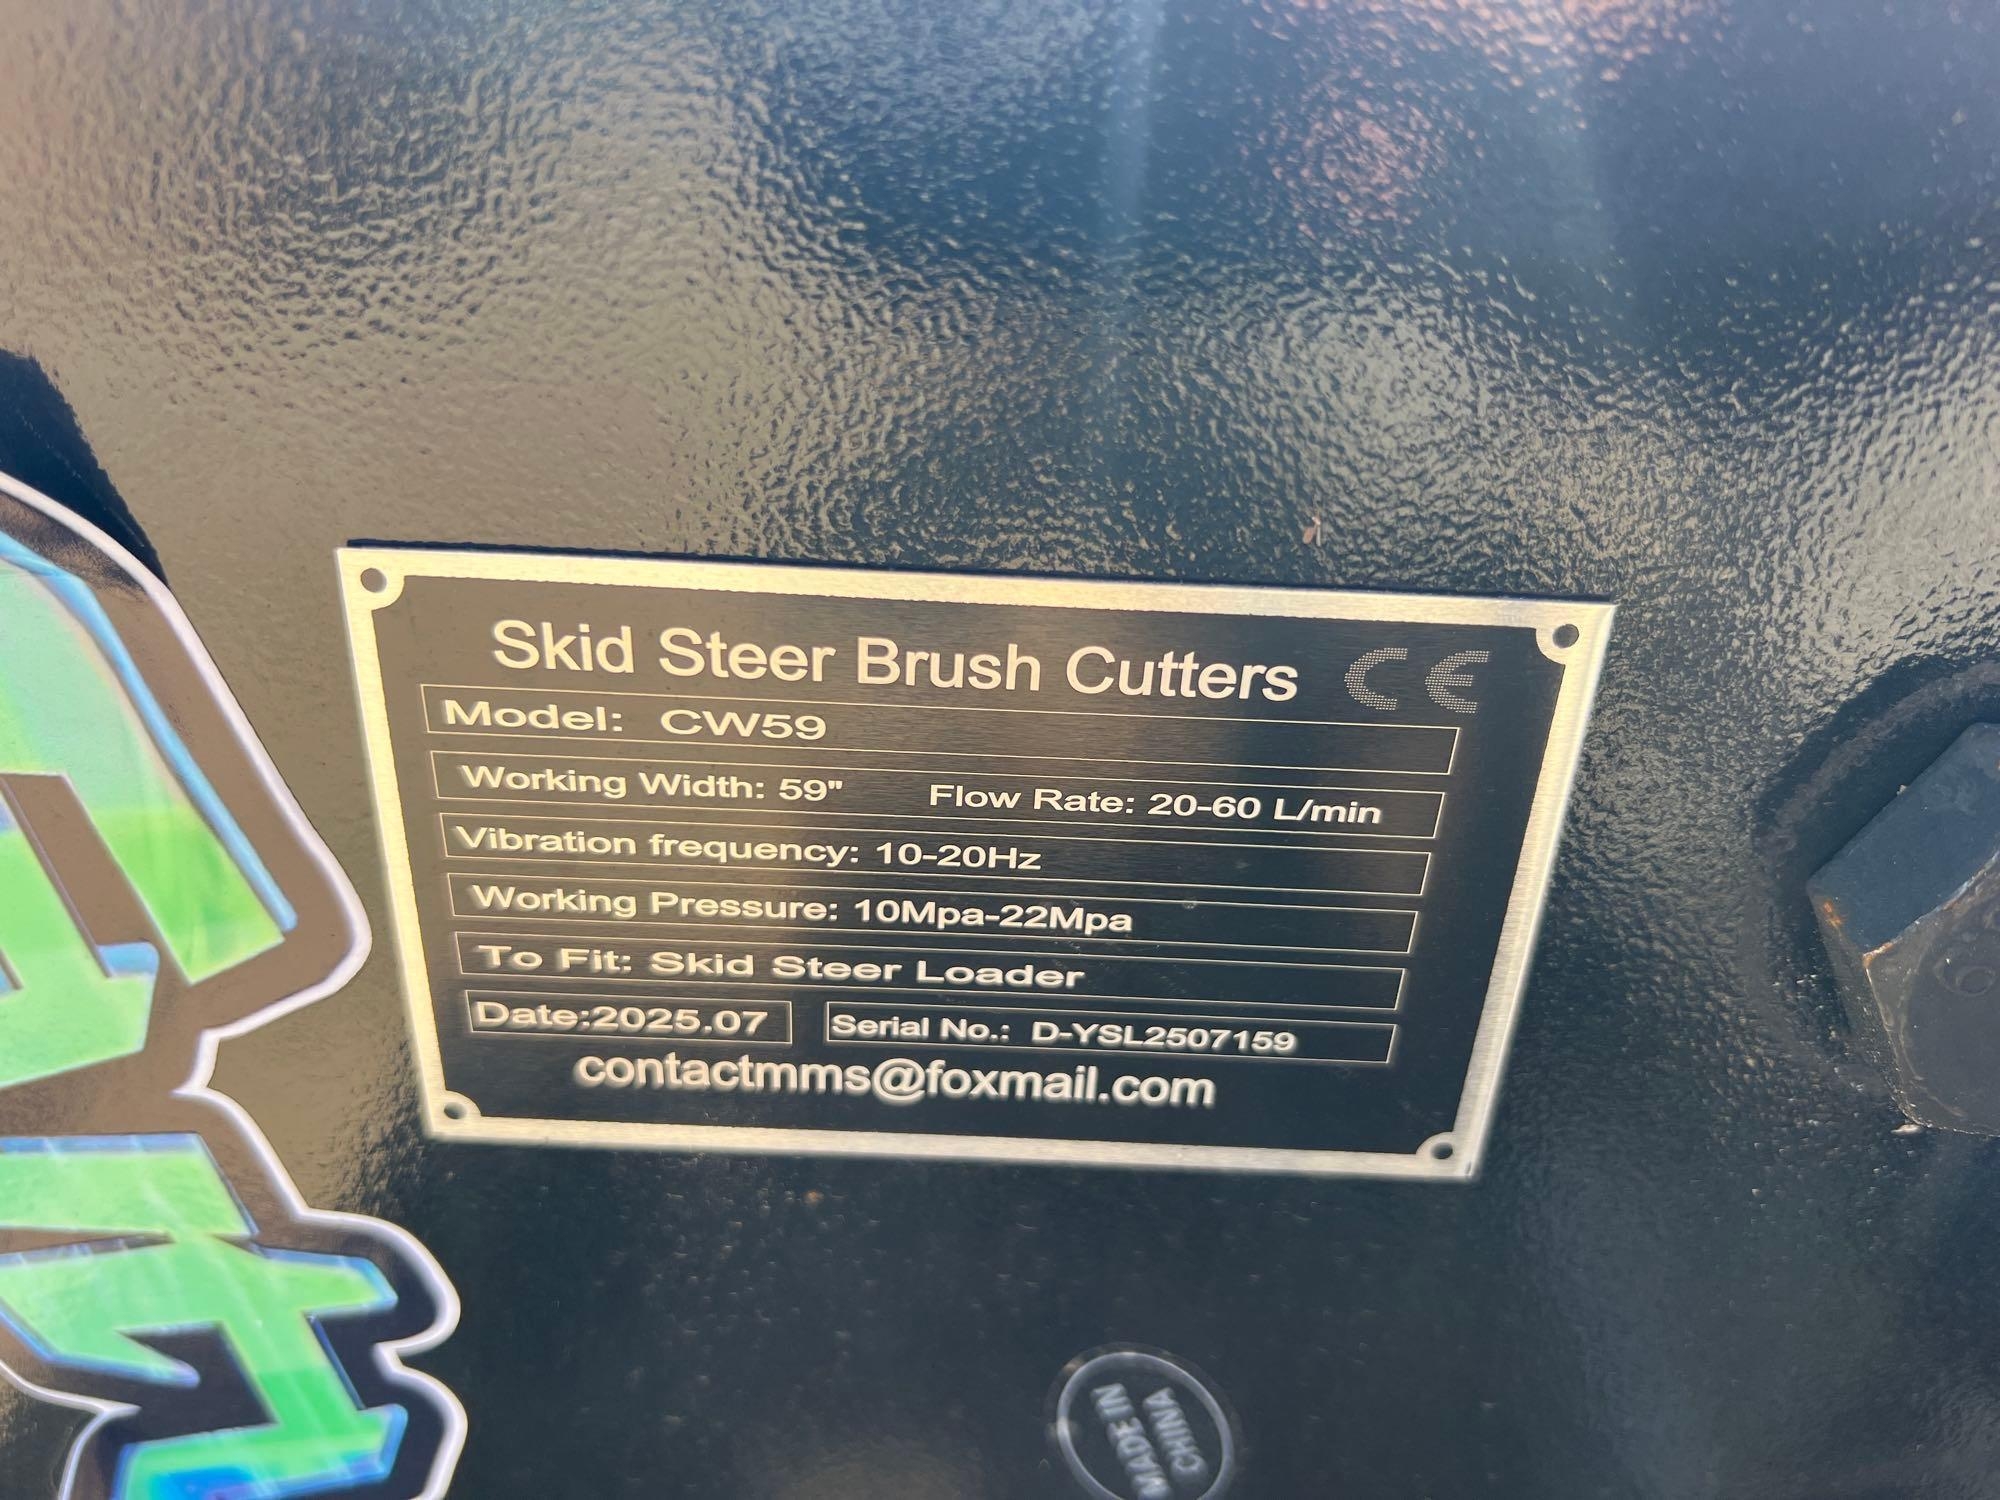 Skid Steer Brush Cutters CE
Model: CW59
Working Width: 59" Flow Rate: 20-60 L/min
Vibration frequency: 10-20Hz
Working Pressure: 10Mpa-22Mpa
To Fit: Skid Steer Loader
Date:2025.07 Serial No.: D-YSL2507159
contactmms@foxmail.com
MADE IN
CHINA